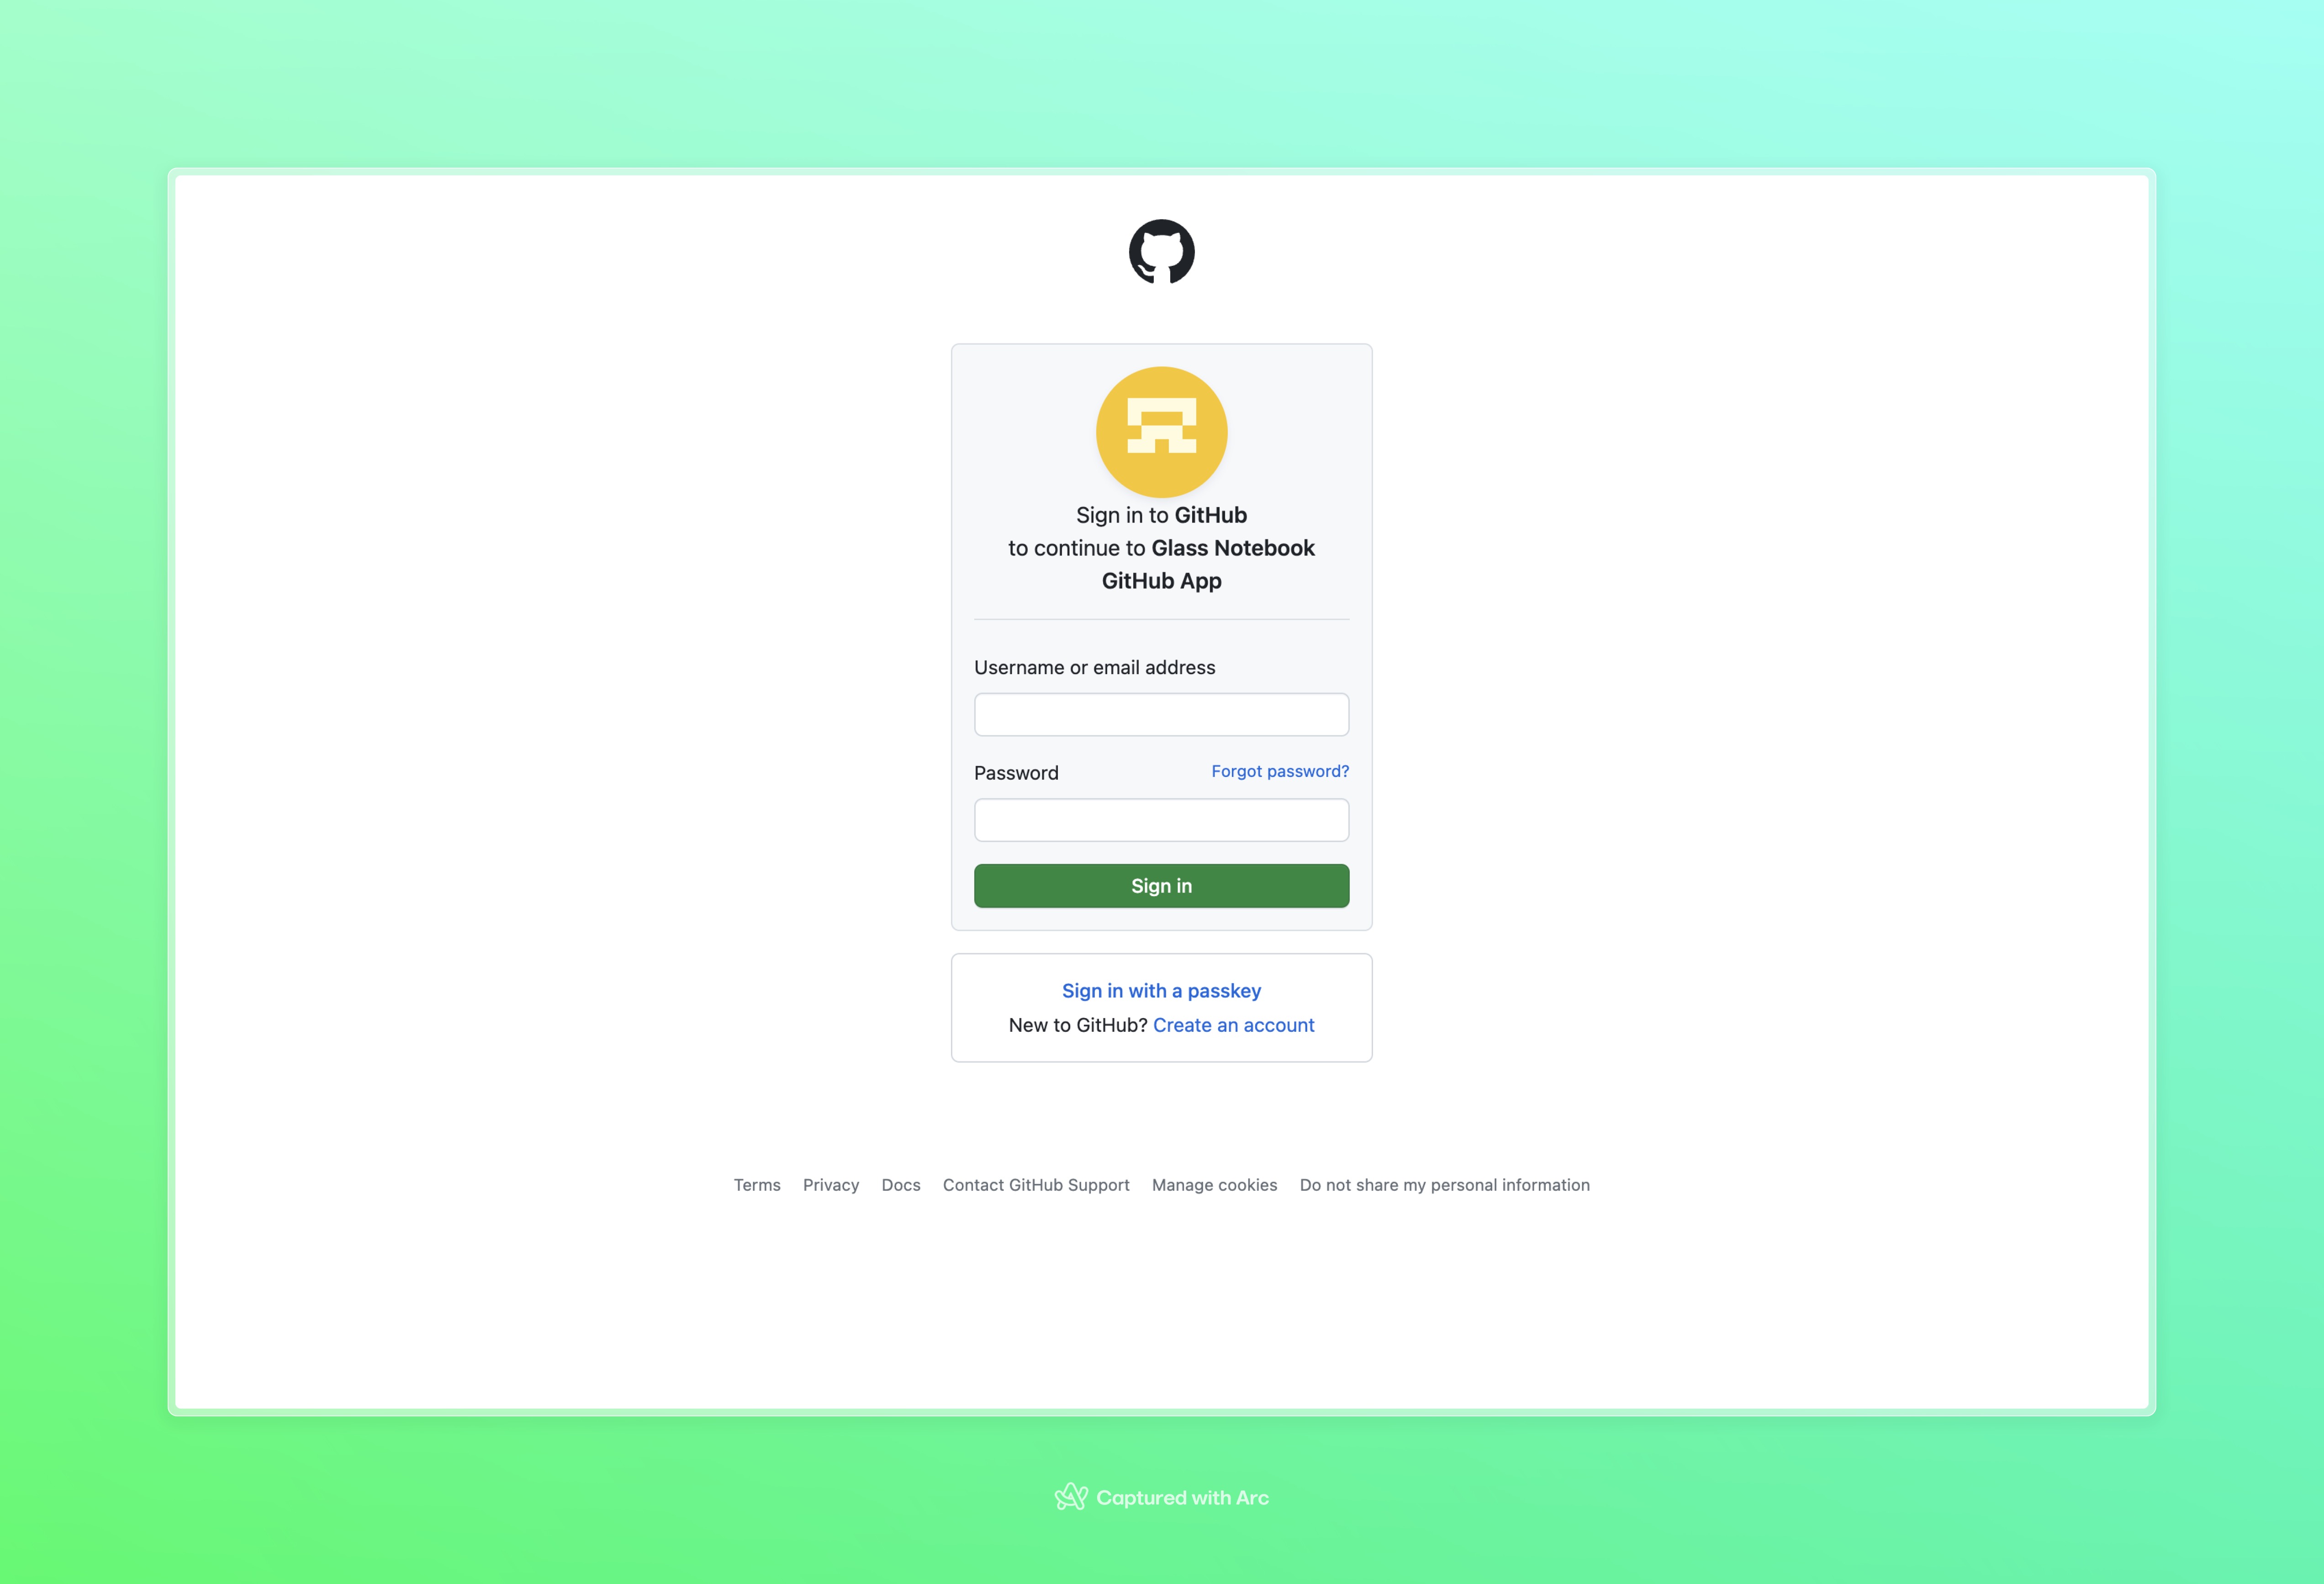 Sign in to GitHub
to continue to Glass Notebook
GitHub App
Username or email address
Password Forgot password?
Sign in
Sign in with a passkey
New to GitHub? Create an account
Terms Privacy Docs Contact GitHub Support Manage cookies Do not share my personal information
Captured with Arc